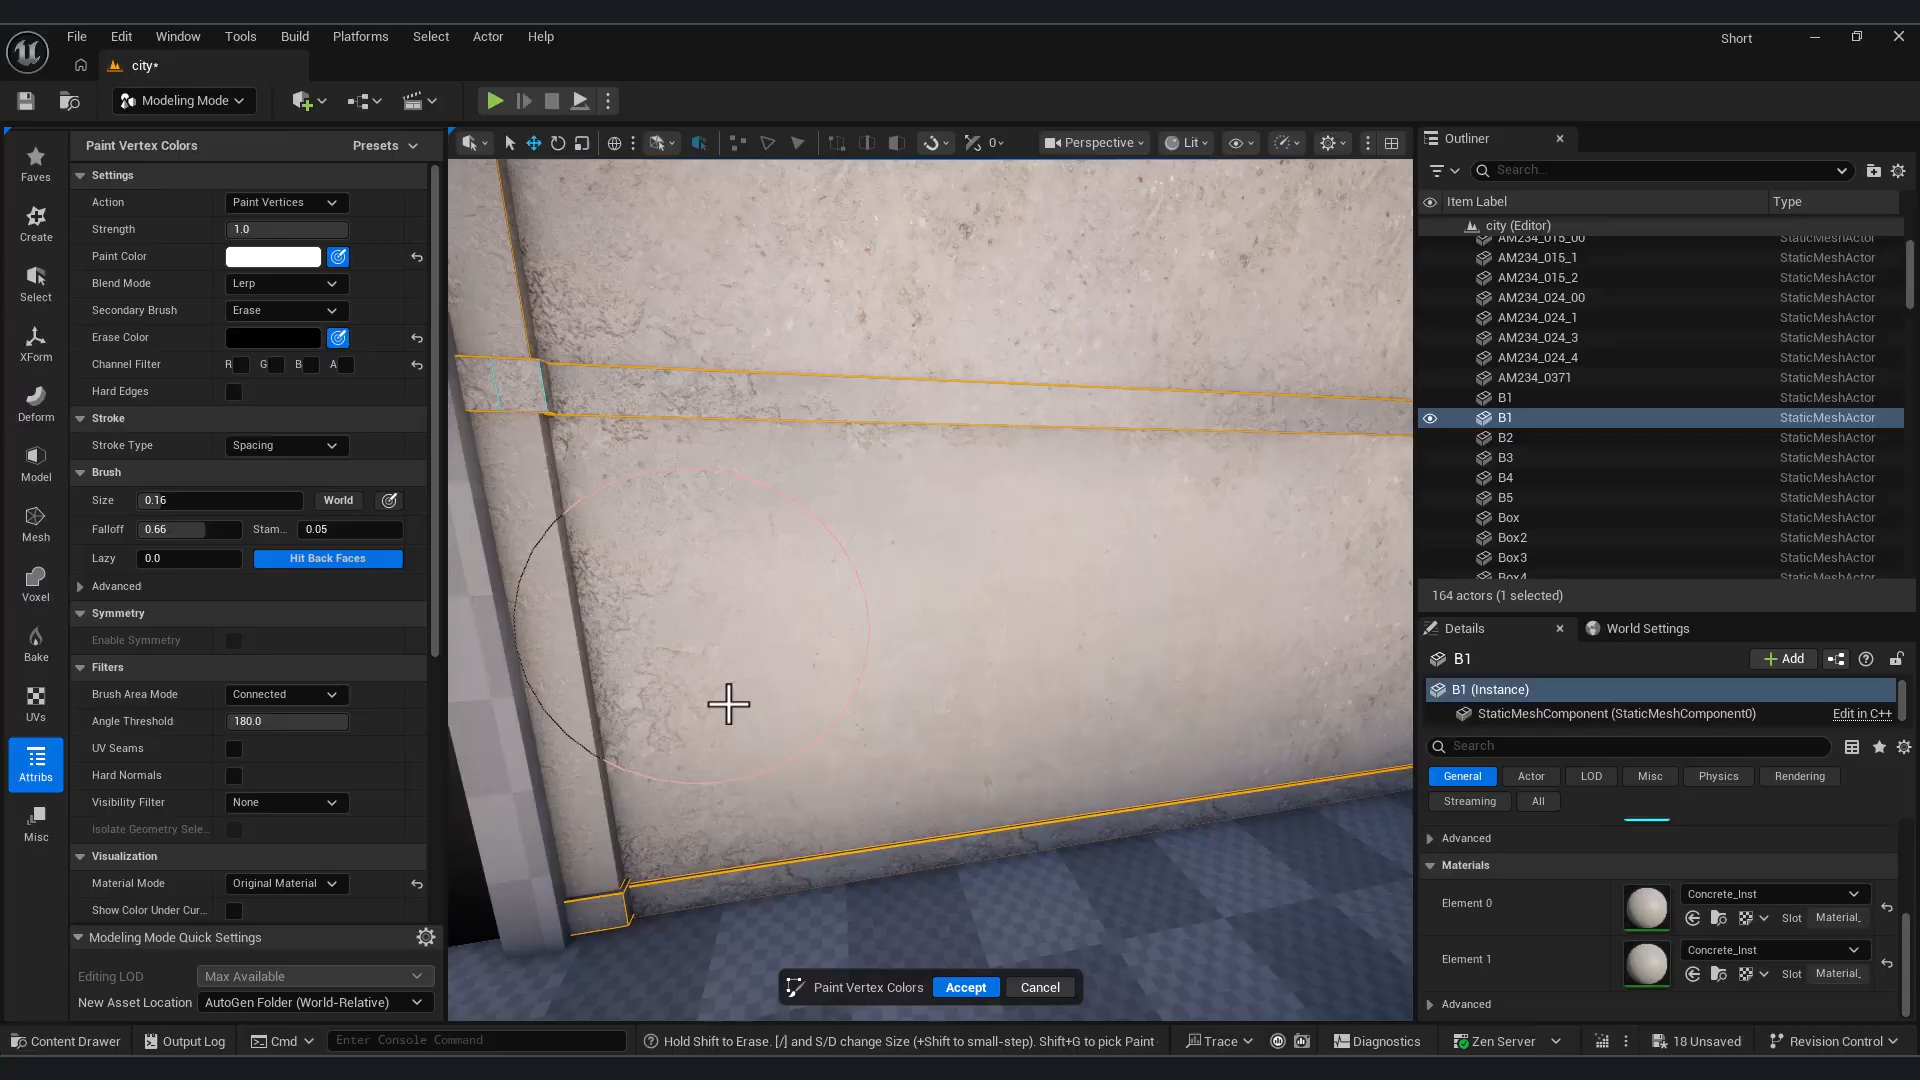 File Edit Window Tools Build Platforms Select Actor Help
Short
city*
Modeling Mode
Paint Vertex Colors
Presets
0
Perspective
Lit
Outliner
Search...
Item Label
Type
Faves
Create
Select
XForm
Deform
Model
Mesh
Voxel
Bake
UVs
Attribs
Misc
Settings
Action
Paint Vertices
Strength
1.0
Paint Color
Blend Mode
Lerp
Secondary Brush
Erase
Erase Color
Channel Filter
R G B A
Hard Edges
Stroke
Stroke Type
Spacing
Brush
Size
0.16
World
Falloff
0.66
Stam...
0.05
Lazy
0.0
Hit Back Faces
Advanced
Symmetry
Enable Symmetry
Filters
Brush Area Mode
Connected
Angle Threshold
180.0
UV Seams
Hard Normals
Visibility Filter
None
Isolate Geometry Sele...
Visualization
Material Mode
Original Material
Show Color Under Cur...
Modeling Mode Quick Settings
Editing LOD
Max Available
New Asset Location
AutoGen Folder (World-Relative)
Paint Vertex Colors
Accept
Cancel
city (Editor)
AM234_015_00 StaticMeshActor
AM234_015_1 StaticMeshActor
AM234_015_2 StaticMeshActor
AM234_024_00 StaticMeshActor
AM234_024_1 StaticMeshActor
AM234_024_3 StaticMeshActor
AM234_024_4 StaticMeshActor
AM234_0371 StaticMeshActor
B1 StaticMeshActor
B1 StaticMeshActor
B2 StaticMeshActor
B3 StaticMeshActor
B4 StaticMeshActor
B5 StaticMeshActor
Box StaticMeshActor
Box2 StaticMeshActor
Box3 StaticMeshActor
Box4 StaticMeshActor
164 actors (1 selected)
Details
World Settings
B1
Add
B1 (Instance)
StaticMeshComponent (StaticMeshComponent0)
Edit in C++
Search
General
Actor
LOD
Misc
Physics
Rendering
Streaming
All
Advanced
Materials
Element 0
Concrete_Inst
Slot
Material_
Element 1
Concrete_Inst
Slot
Material_
Advanced
Content Drawer
Output Log
Cmd
Enter Console Command
Hold Shift to Erase. [/] and S/D change Size (+Shift to small-step). Shift+G to pick Paint
Trace
Diagnostics
Zen Server
18 Unsaved
Revision Control